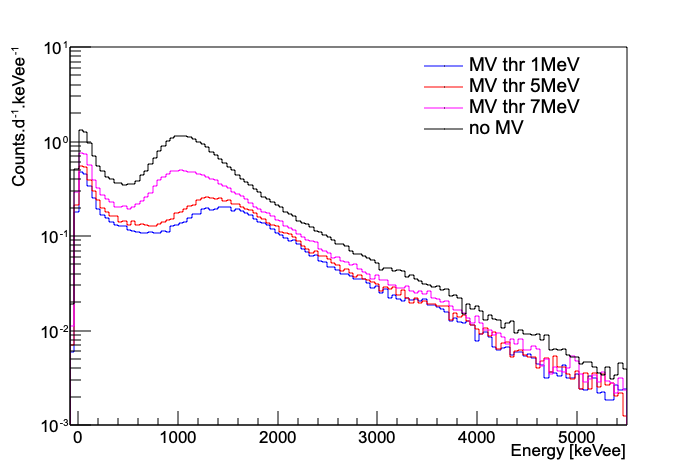 Counts.d⁻¹.keVee⁻¹
10¹
10⁰
10⁻¹
10⁻²
10⁻³
MV thr 1MeV
MV thr 5MeV
MV thr 7MeV
no MV
0 1000 2000 3000 4000 5000
Energy [keVee]